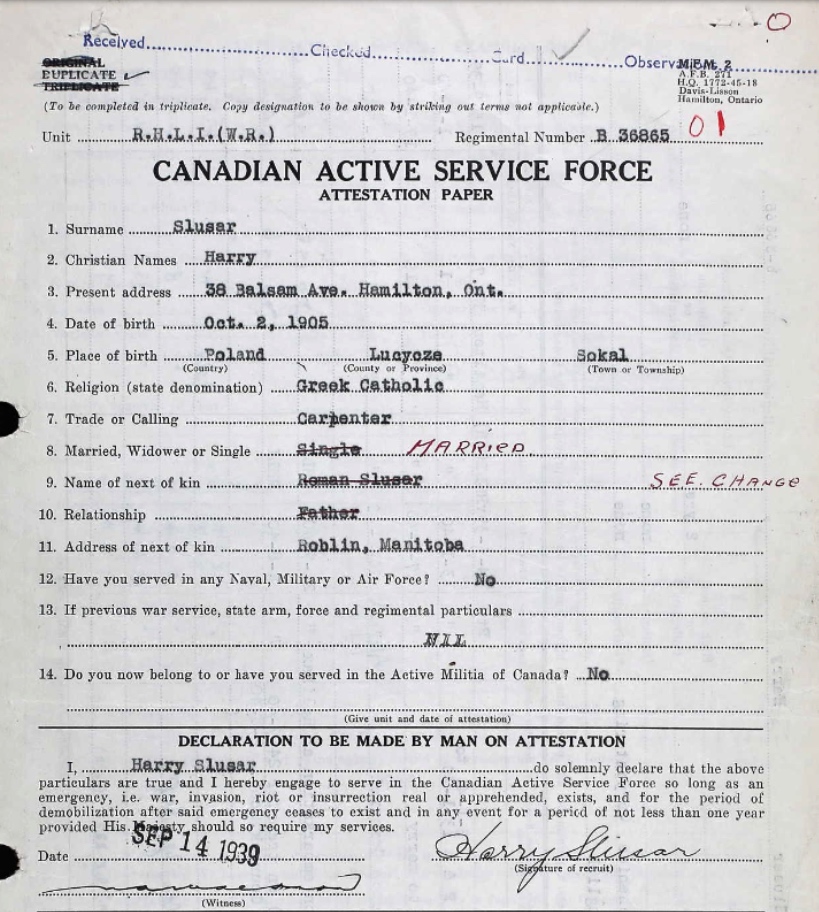 Received..........Checked..........Card..........Observ
ORIGINAL
DUPLICATE ✓
TRIPLICATE
M.F.M. 2
A.F.B. 271
H.Q. 1772-45-18
Davis-Lisson
Hamilton, Ontario
(To be completed in triplicate. Copy designation to be shown by striking out terms not applicable.)
Unit R.H.L.I.(W.R.) Regimental Number B 36865 01
CANADIAN ACTIVE SERVICE FORCE
ATTESTATION PAPER
1. Surname Slusar
2. Christian Names Harry
3. Present address 38 Balsam Ave. Hamilton, Ont.
4. Date of birth Oct. 2, 1905
5. Place of birth Poland Lucycze Sokal
(Country) (County or Province) (Town or Township)
6. Religion (state denomination) Greek Catholic
7. Trade or Calling Carpenter
8. Married, Widower or Single Single MARRIED
9. Name of next of kin Roman Slusar SEE. CHANGE
10. Relationship Father
11. Address of next of kin Roblin, Manitoba
12. Have you served in any Naval, Military or Air Force? No
13. If previous war service, state arm, force and regimental particulars
NIL
14. Do you now belong to or have you served in the Active Militia of Canada? No
(Give unit and date of attestation)
DECLARATION TO BE MADE BY MAN ON ATTESTATION
I, Harry Slusar do solemnly declare that the above
particulars are true and I hereby engage to serve in the Canadian Active Service Force so long as an
emergency, i.e. war, invasion, riot or insurrection real or apprehended, exists, and for the period of
demobilization after said emergency ceases to exist and in any event for a period of not less than one year
provided His Majesty should so require my services.
Date SEP 14 1939 Harry Slusar
(Signature of recruit)
(Witness)